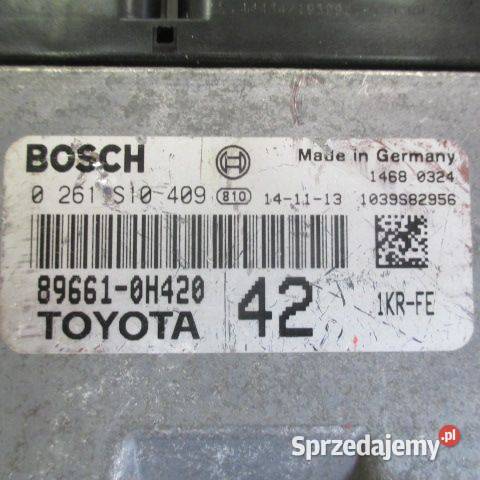 BOSCH
Made in Germany
1468 0324
0 261 S10 409 810 14-11-13 1039S82956
89661-0H420
TOYOTA
42
1KR-FE
Sprzedajemy.pl